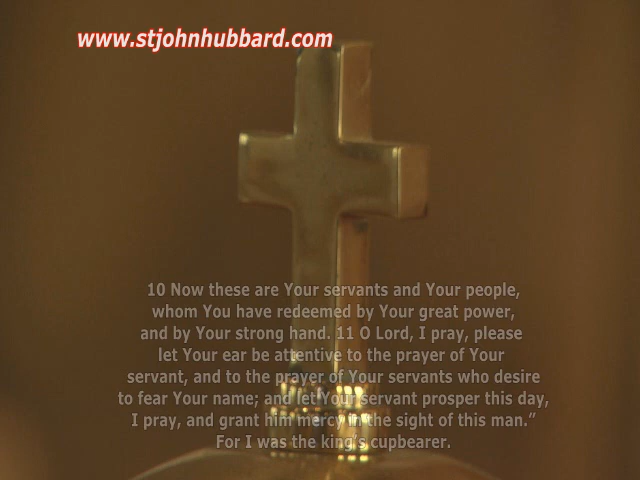 www.stjohnhubbard.com
10 Now these are Your servants and Your people,
whom You have redeemed by Your great power,
and by Your strong hand. 11 O Lord, I pray, please
let Your ear be attentive to the prayer of Your
servant, and to the prayer of Your servants who desire
to fear Your name; and let Your servant prosper this day,
I pray, and grant him mercy in the sight of this man.”
For I was the king’s cupbearer.